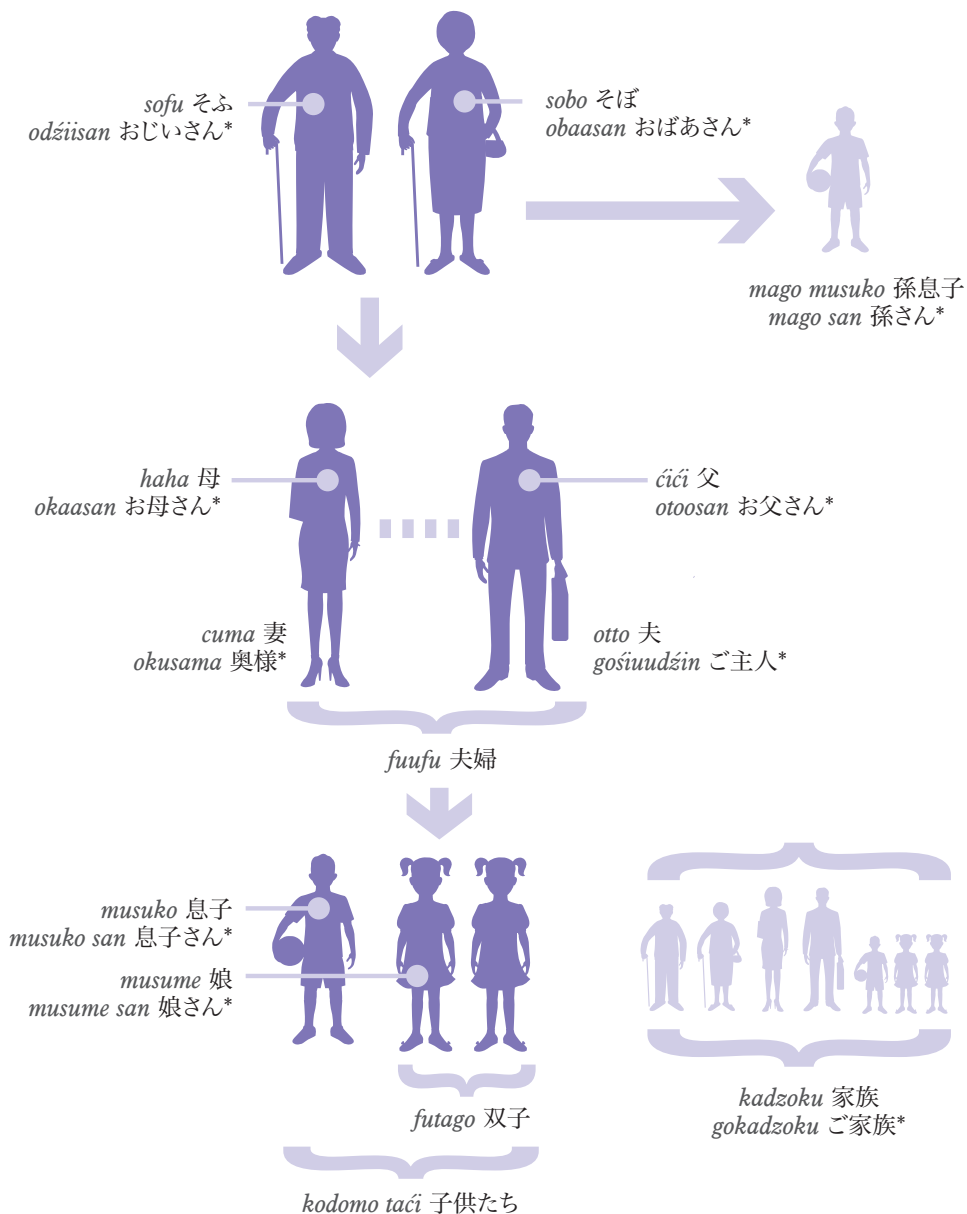 sofu そふ
odźiisan おじいさん*
sobo そぼ
obaasan おばあさん*
mago musuko 孫息子
mago san 孫さん*
haha 母
okaasan お母さん*
ćići 父
otoosan お父さん*
cuma 妻
okusama 奥様*
otto 夫
gośiuudźin ご主人*
fuufu 夫婦
musuko 息子
musuko san 息子さん*
musume 娘
musume san 娘さん*
futago 双子
kodomo taći 子供たち
kadzoku 家族
gokadzoku ご家族*